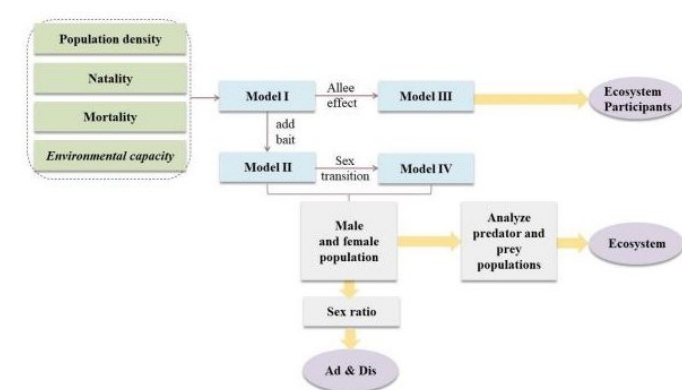 Population density
Natality
Mortality
Environmental capacity
Model I
Allee
effect
Model III
Ecosystem
Participants
add
bait
Model II
Sex
transition
Model IV
Male
and female
population
Analyze
predator and
prey
populations
Ecosystem
Sex ratio
Ad & Dis